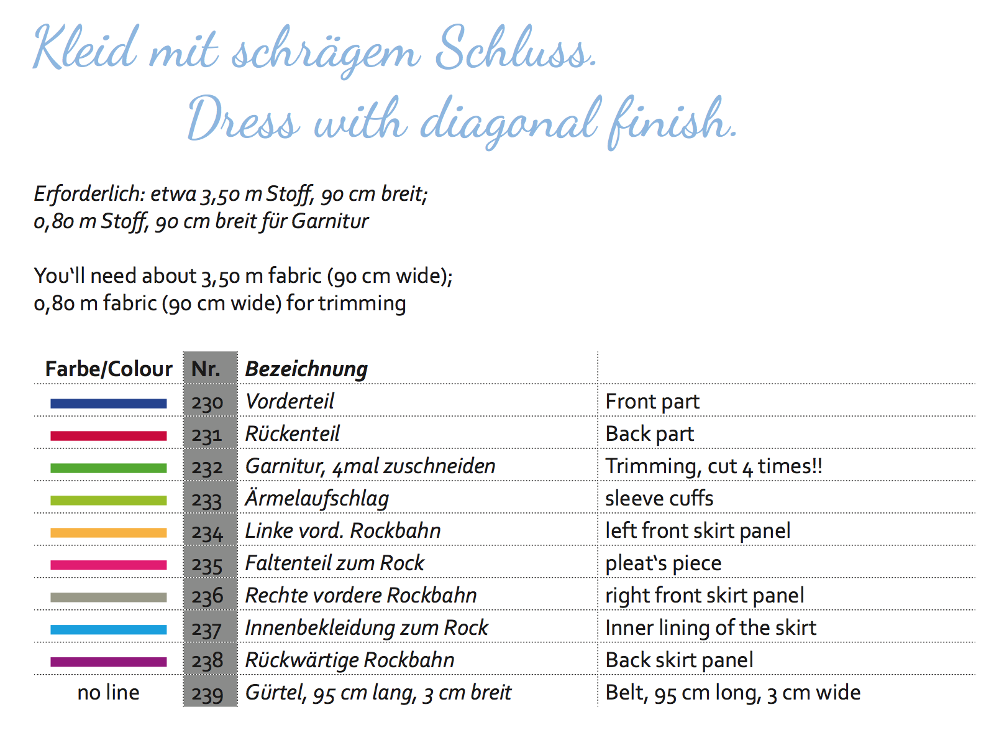 Kleid mit schrägem Schluss.
Dress with diagonal finish.
Erforderlich: etwa 3,50 m Stoff, 90 cm breit;
0,80 m Stoff, 90 cm breit für Garnitur
You‘ll need about 3,50 m fabric (90 cm wide);
0,80 m fabric (90 cm wide) for trimming
Farbe/Colour Nr. Bezeichnung
230 Vorderteil Front part
231 Rückenteil Back part
232 Garnitur, 4mal zuschneiden Trimming, cut 4 times!!
233 Ärmelaufschlag sleeve cuffs
234 Linke vord. Rockbahn left front skirt panel
235 Faltenteil zum Rock pleat‘s piece
236 Rechte vordere Rockbahn right front skirt panel
237 Innenbekleidung zum Rock Inner lining of the skirt
238 Rückwärtige Rockbahn Back skirt panel
no line 239 Gürtel, 95 cm lang, 3 cm breit Belt, 95 cm long, 3 cm wide